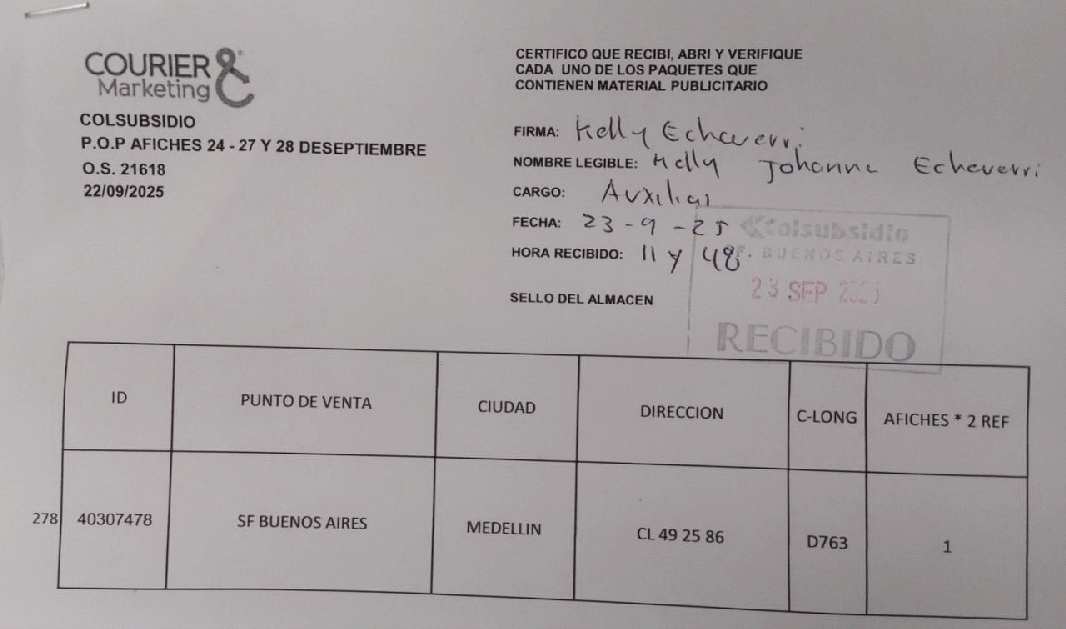 COURIER
Marketing
COLSUBSIDIO
P.O.P AFICHES 24 - 27 Y 28 DESEPTIEMBRE
O.S. 21618
22/09/2025
CERTIFICO QUE RECIBI, ABRI Y VERIFIQUE
CADA UNO DE LOS PAQUETES QUE
CONTIENEN MATERIAL PUBLICITARIO
FIRMA: Kelly Echeverri
NOMBRE LEGIBLE: Kelly Johanna Echeverri
CARGO: Auxiliar
FECHA: 23-9-25
HORA RECIBIDO: 11 y 48
SELLO DEL ALMACEN
Colsubsidio
F. BUENOS AIRES
23 SEP
RECIBIDO
ID PUNTO DE VENTA CIUDAD DIRECCION C-LONG AFICHES * 2 REF
278 40307478 SF BUENOS AIRES MEDELLIN CL 49 25 86 D763 1